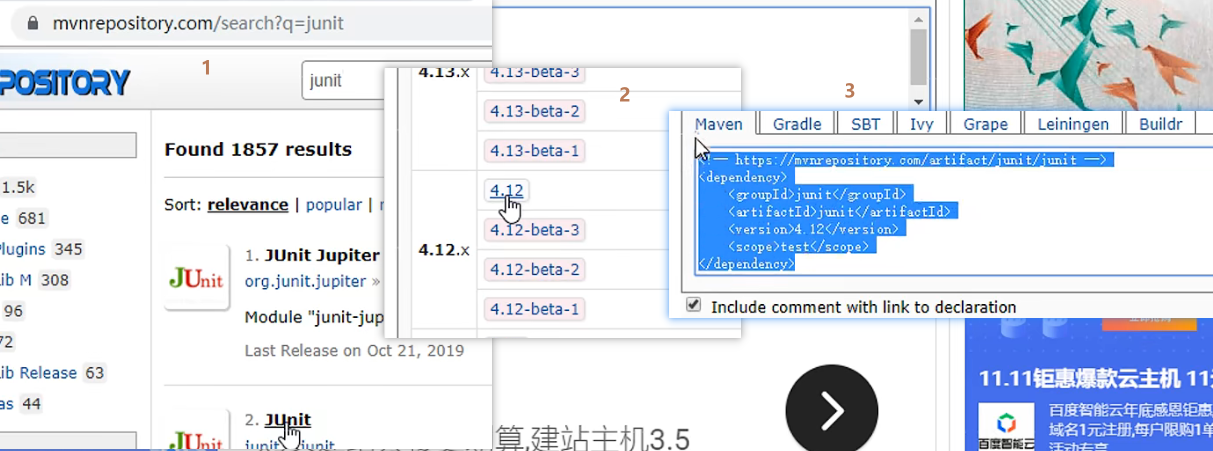 mvnrepository.com/search?q=junit
1
POSITORY
junit
Found 1857 results
1.5k
Sort: relevance | popular |
e 681
lugins 345
ib M 308
96
72
ib Release 63
as 44
JUnit
1. JUnit Jupiter
org.junit.jupiter »
Module "junit-jup
Last Release on Oct 21, 2019
JUnit
2. JUnit
junit
junit
2
4.13.x
4.13-beta-3
4.13-beta-2
4.13-beta-1
4.12
4.12.x
4.12-beta-3
4.12-beta-2
4.12-beta-1
3
Maven
Gradle
SBT
Ivy
Grape
Leiningen
Buildr
-- https://mvnrepository.com/artifact/junit/junit -->
<dependency>
<groupId>junit</groupId>
<artifactId>junit</artifactId>
<version>4.12</version>
<scope>test</scope>
</dependency>
Include comment with link to declaration
算,建站主机3.5
11.11钜惠爆款云主机 11
百度智能云年底感恩钜惠
域名1元注册,每户限购1单
百度智能云